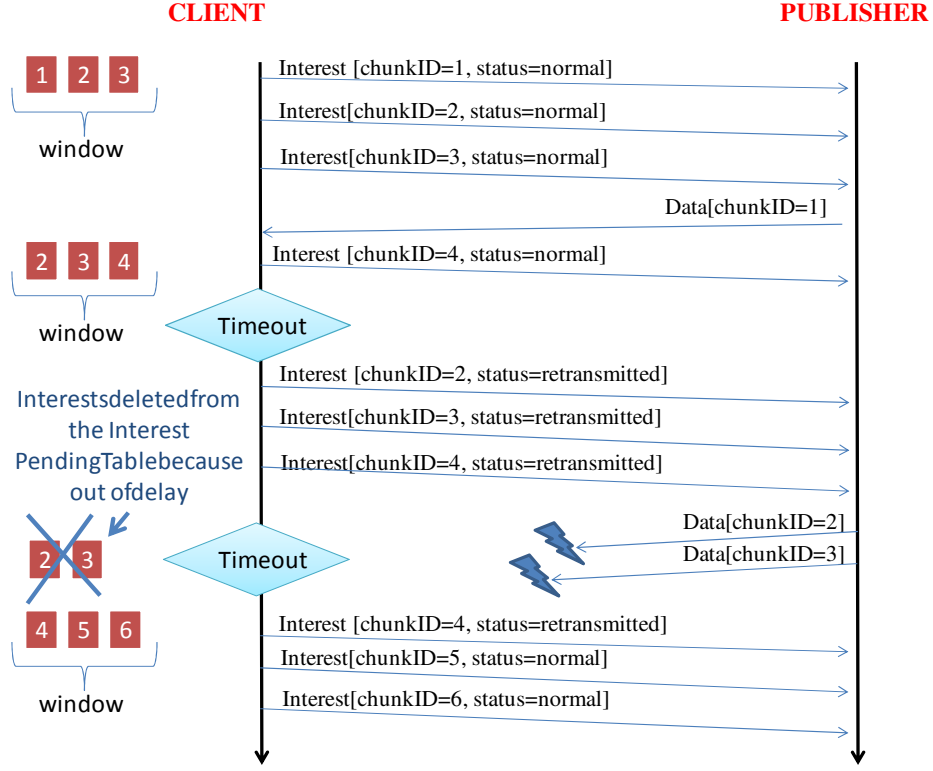 CLIENT
PUBLISHER
Interest [chunkID=1, status=normal]
1 2 3
Interest[chunkID=2, status=normal]
window
Interest[chunkID=3, status=normal]
Data[chunkID=1]
Interest [chunkID=4, status=normal]
2 3 4
window
Timeout
Interest [chunkID=2, status=retransmitted]
Interestsdeletedfrom
the Interest
PendingTablebecause
out ofdelay
Interest[chunkID=3, status=retransmitted]
Interest[chunkID=4, status=retransmitted]
Data[chunkID=2]
Data[chunkID=3]
2 3
Timeout
Interest [chunkID=4, status=retransmitted]
4 5 6
Interest[chunkID=5, status=normal]
Interest[chunkID=6, status=normal]
window